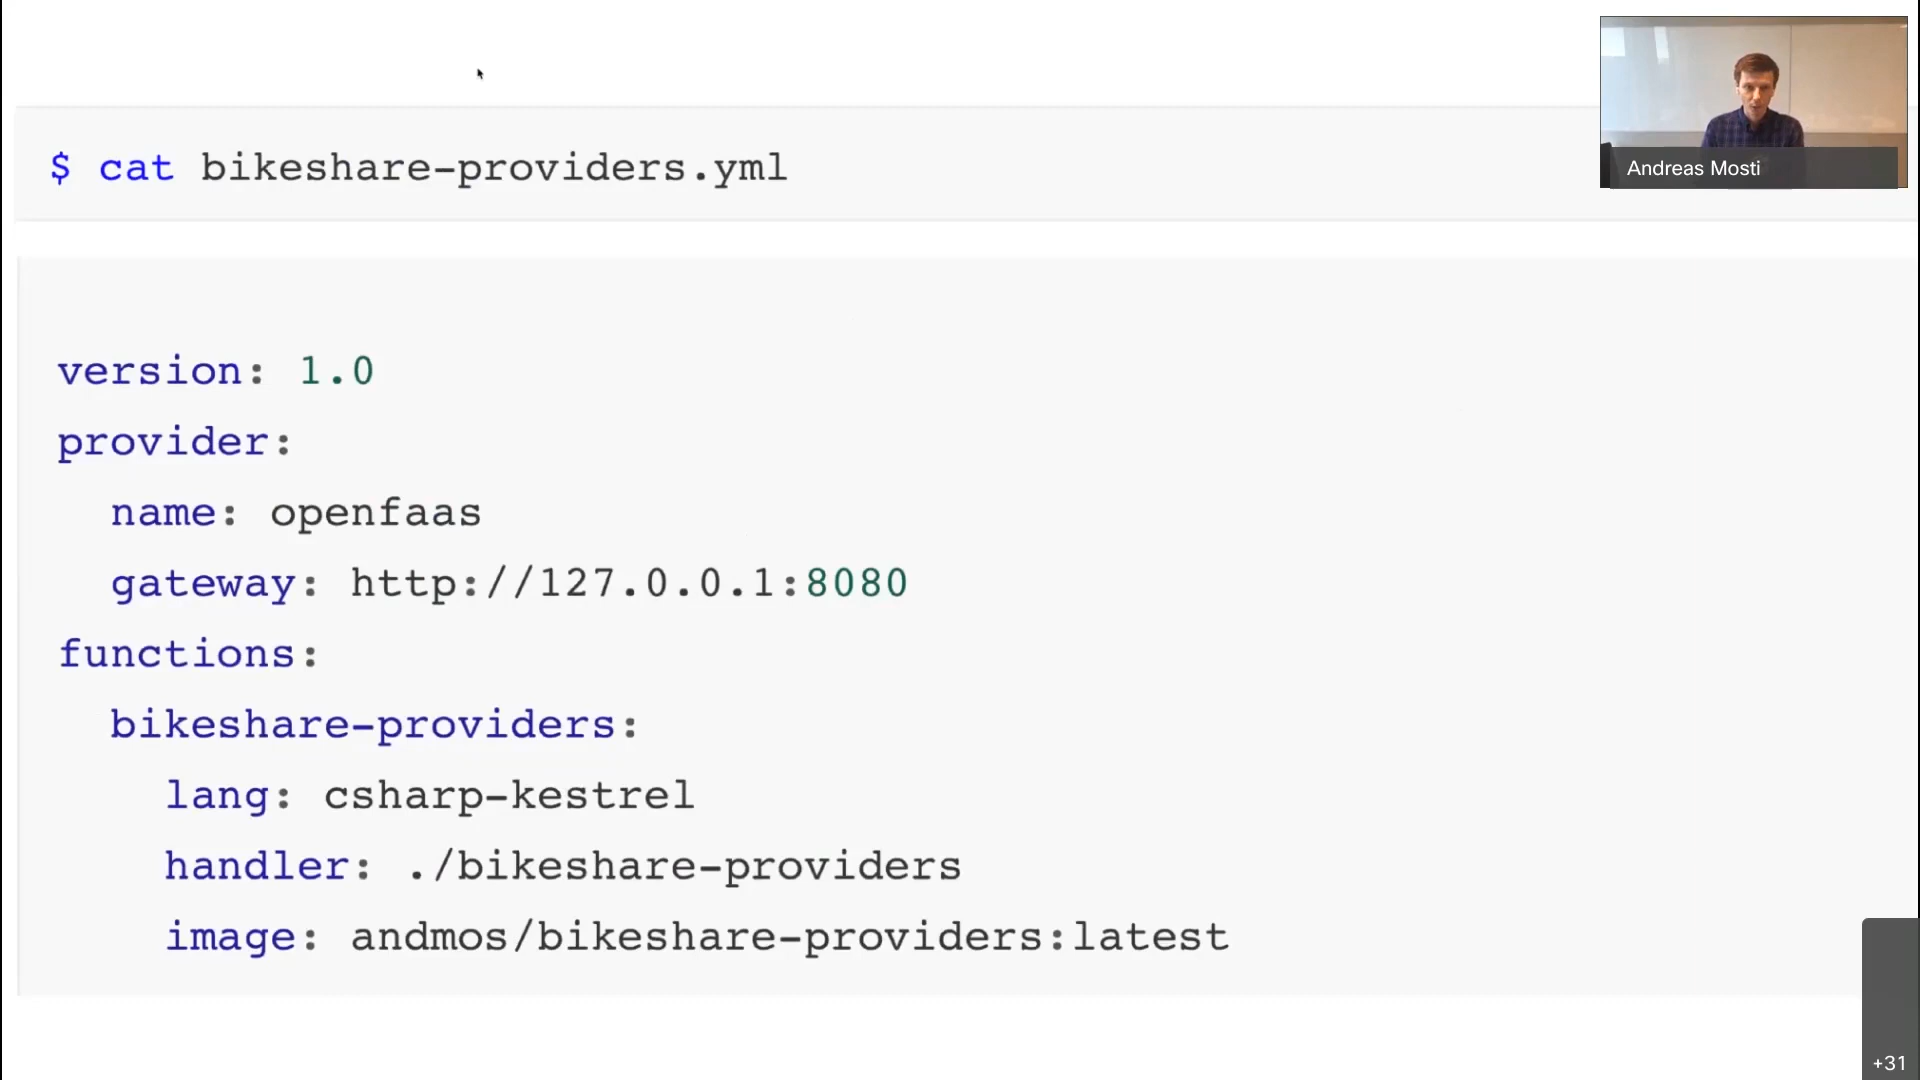 $ cat bikeshare-providers.yml
Andreas Mosti
version: 1.0
provider:
name: openfaas
gateway: http://127.0.0.1:8080
functions:
bikeshare-providers:
lang: csharp-kestrel
handler: ./bikeshare-providers
image: andmos/bikeshare-providers:latest
+31